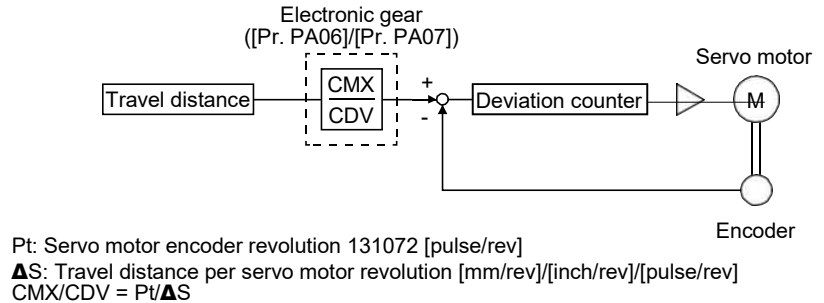 Electronic gear
([Pr. PA06]/[Pr. PA07])
Servo motor
Travel distance
CMX
CDV
+
-
Deviation counter
M
Encoder
Pt: Servo motor encoder revolution 131072 [pulse/rev]
ΔS: Travel distance per servo motor revolution [mm/rev]/[inch/rev]/[pulse/rev]
CMX/CDV = Pt/ΔS